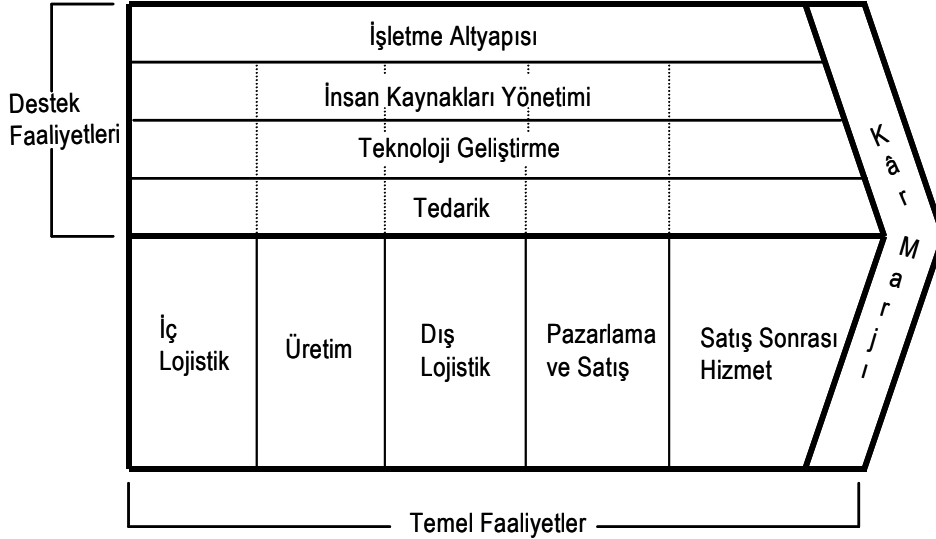 İşletme Altyapısı
İnsan Kaynakları Yönetimi
Destek
Faaliyetleri
Teknoloji Geliştirme
Tedarik
Kâr Marjı
İç
Lojistik
Üretim
Dış
Lojistik
Pazarlama
ve Satış
Satış Sonrası
Hizmet
Temel Faaliyetler